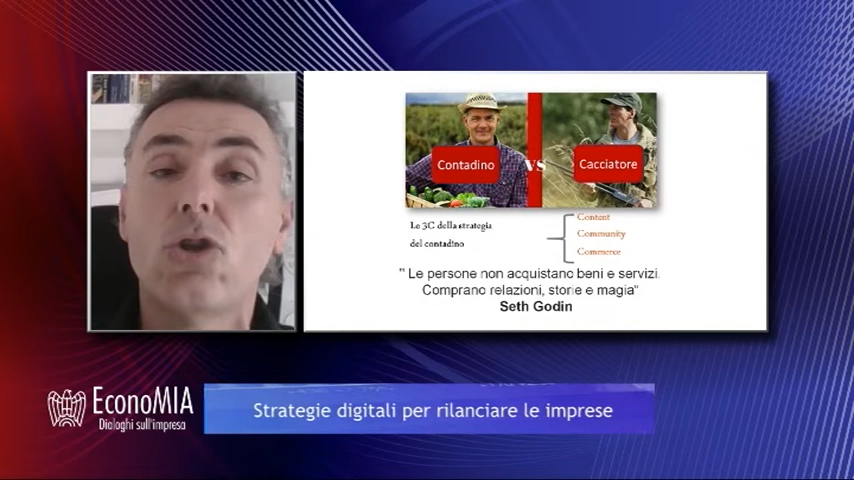 Contadino
VS
Cacciatore
Le 3C della strategia
del contadino
Content
Community
Commerce
" Le persone non acquistano beni e servizi.
Comprano relazioni, storie e magia"
Seth Godin
EconoMIA
Dialoghi sull'impresa
Strategie digitali per rilanciare le imprese